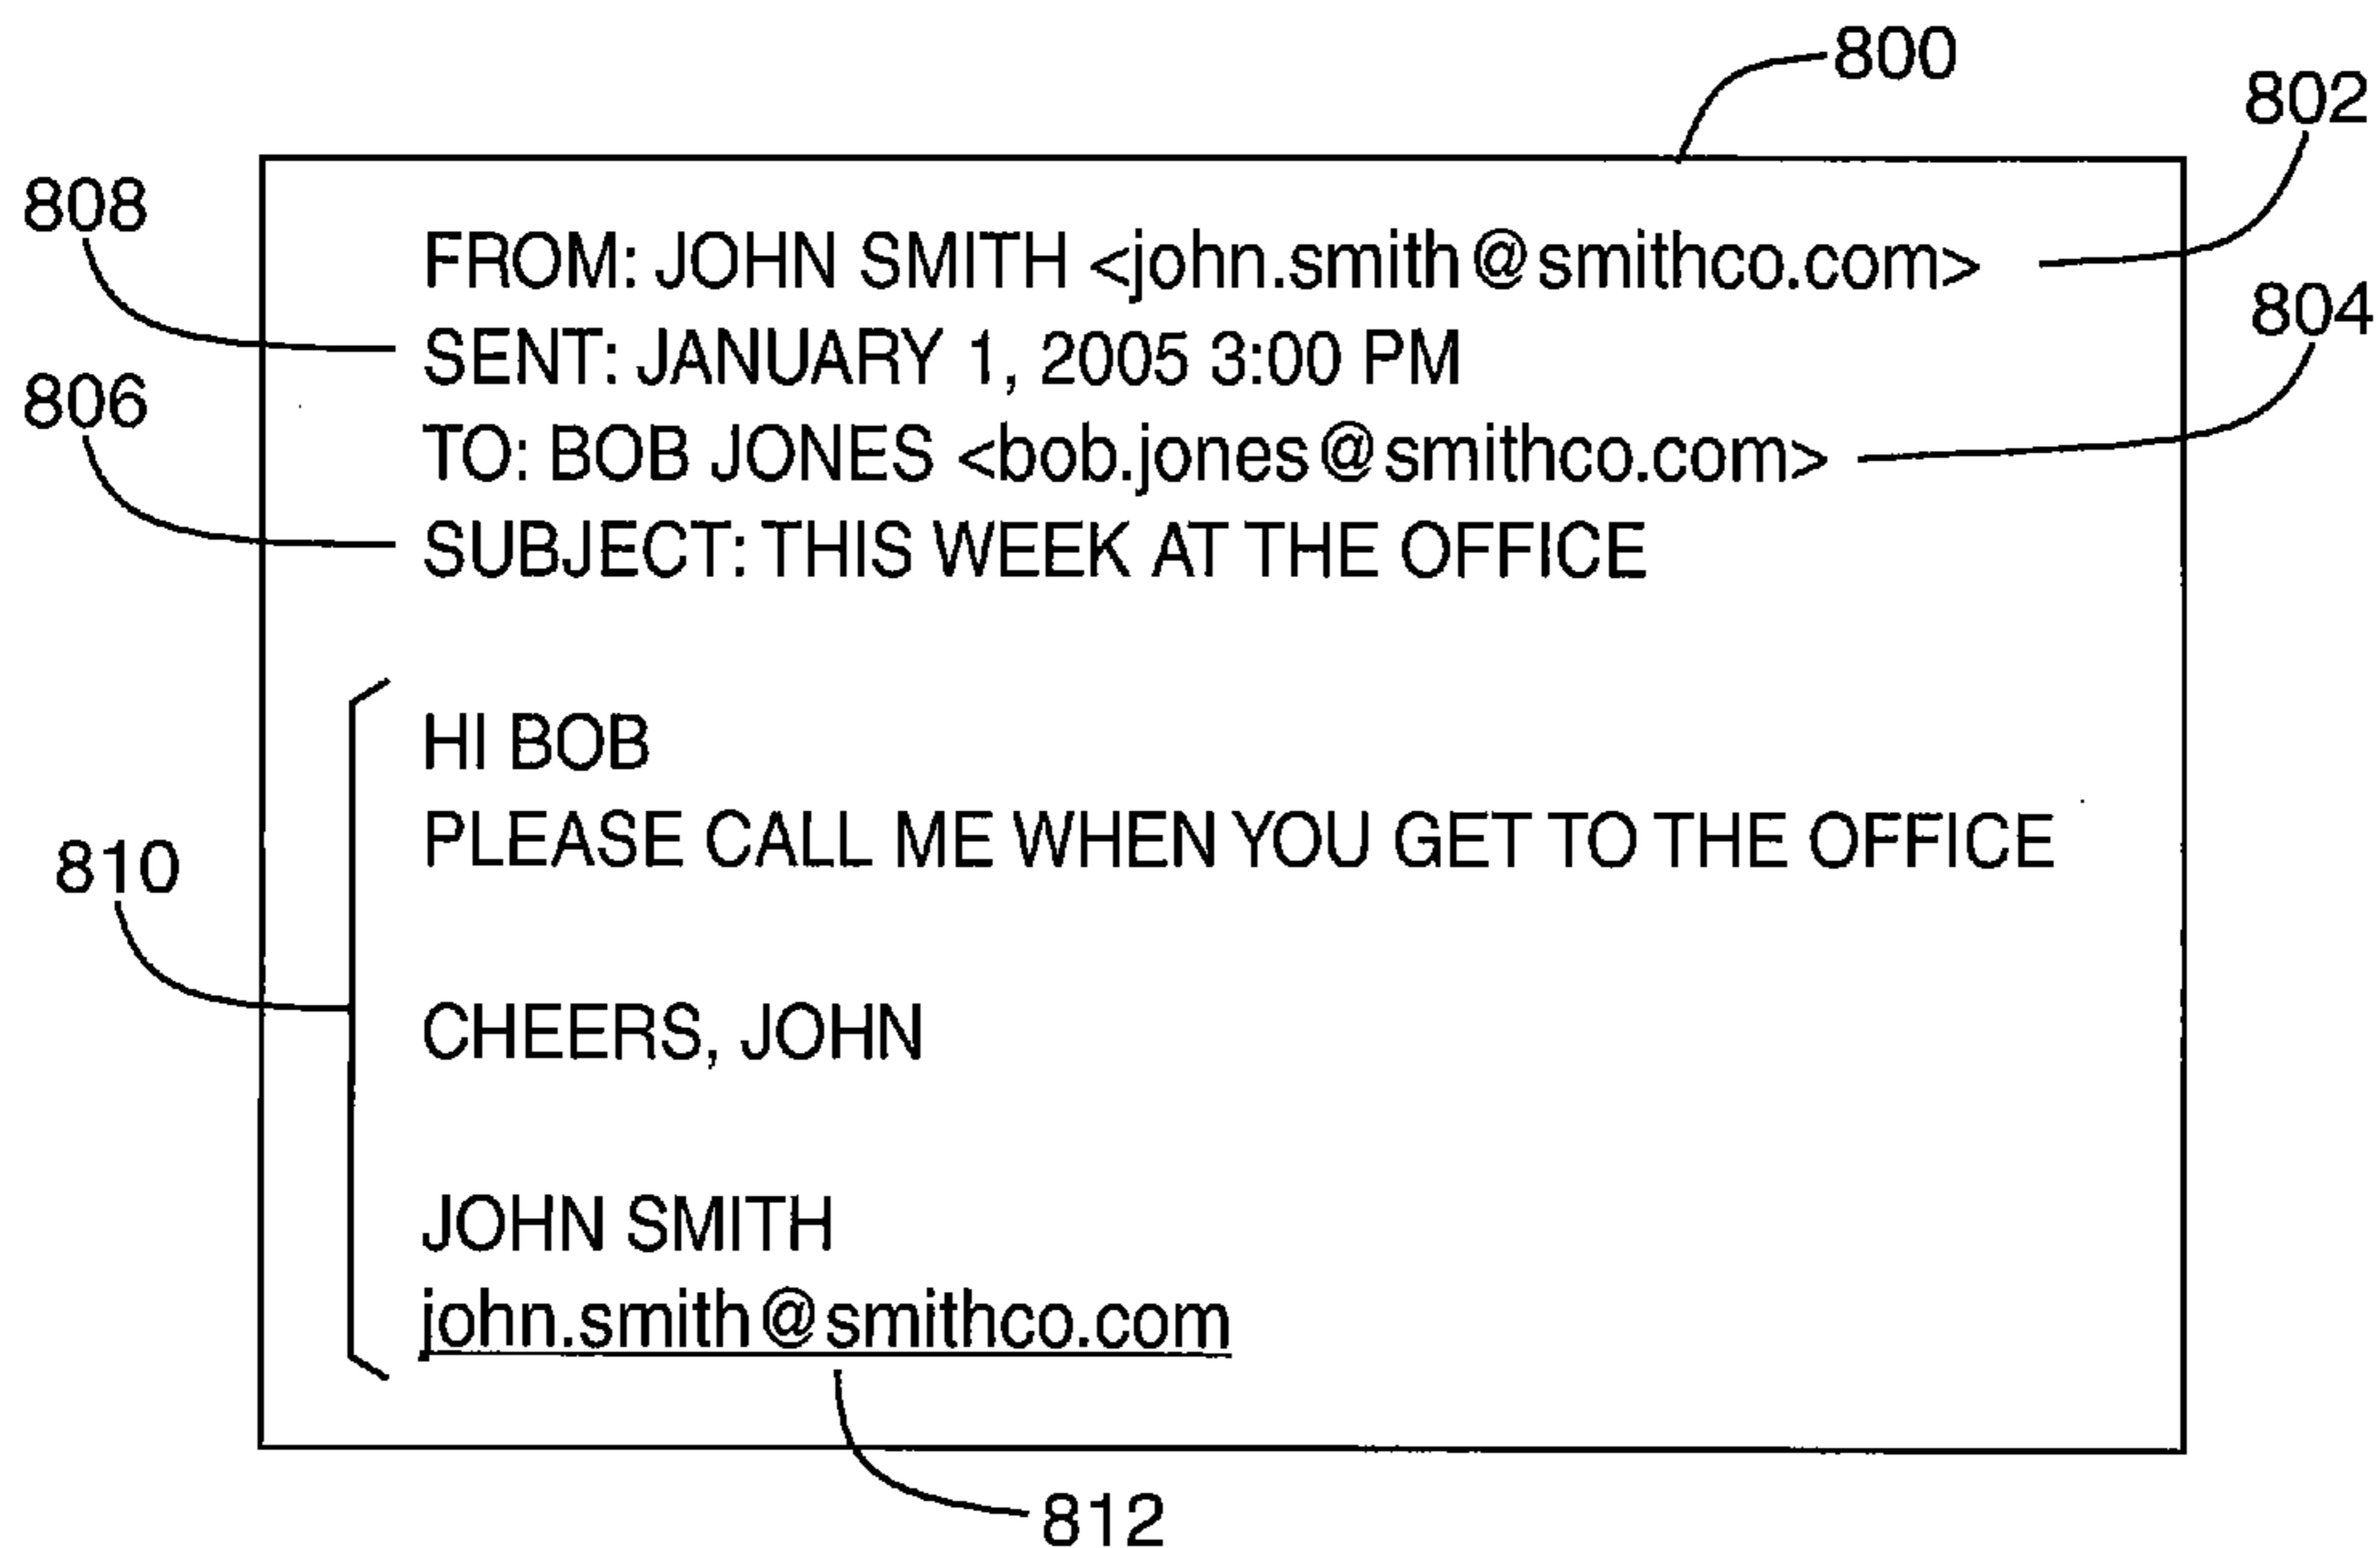 800
802
808
FROM: JOHN SMITH <john.smith@smithco.com>
804
SENT: JANUARY 1, 2005 3:00 PM
806
TO: BOB JONES <bob.jones@smithco.com>
SUBJECT: THIS WEEK AT THE OFFICE
HI BOB
PLEASE CALL ME WHEN YOU GET TO THE OFFICE
810
CHEERS, JOHN
JOHN SMITH
john.smith@smithco.com
812